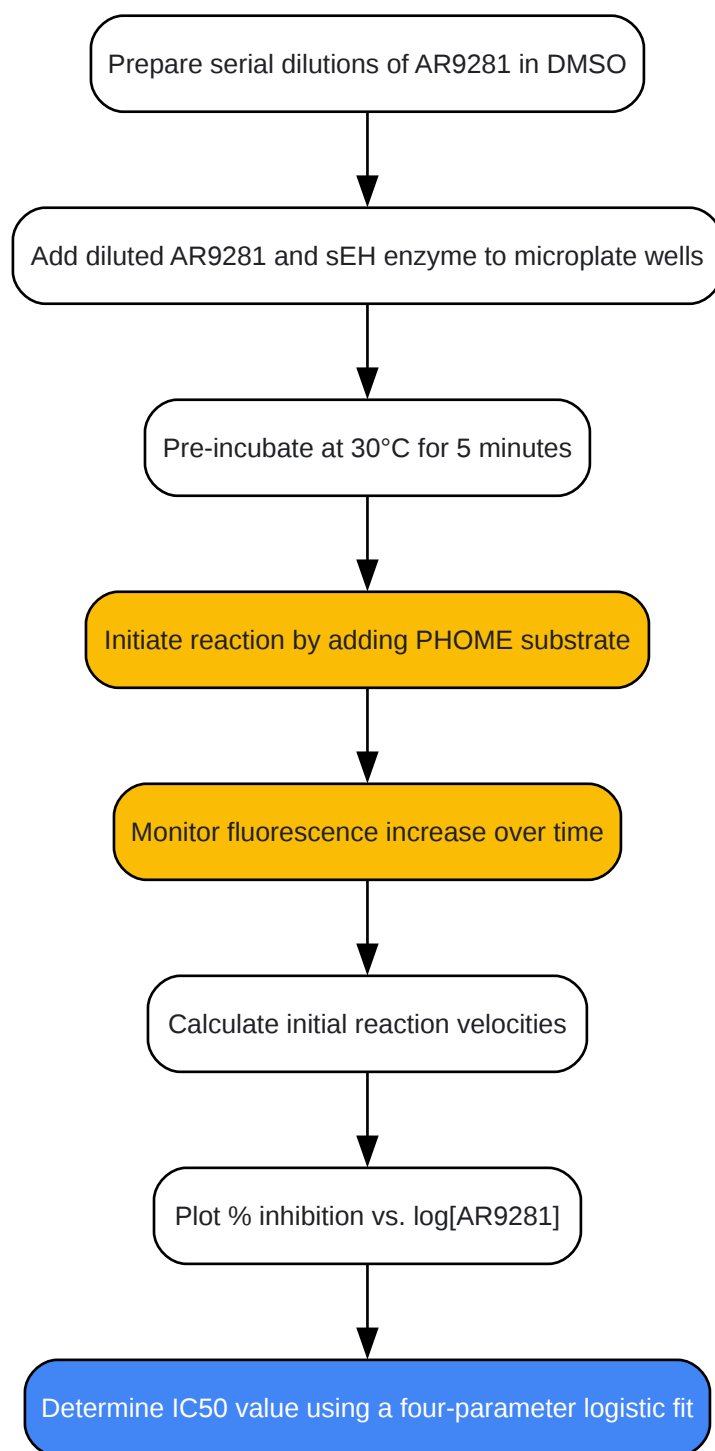 Prepare serial dilutions of AR9281 in DMSO
Add diluted AR9281 and sEH enzyme to microplate wells
Pre-incubate at 30°C for 5 minutes
Initiate reaction by adding PHOME substrate
Monitor fluorescence increase over time
Calculate initial reaction velocities
Plot % inhibition vs. log[AR9281]
Determine IC50 value using a four-parameter logistic fit